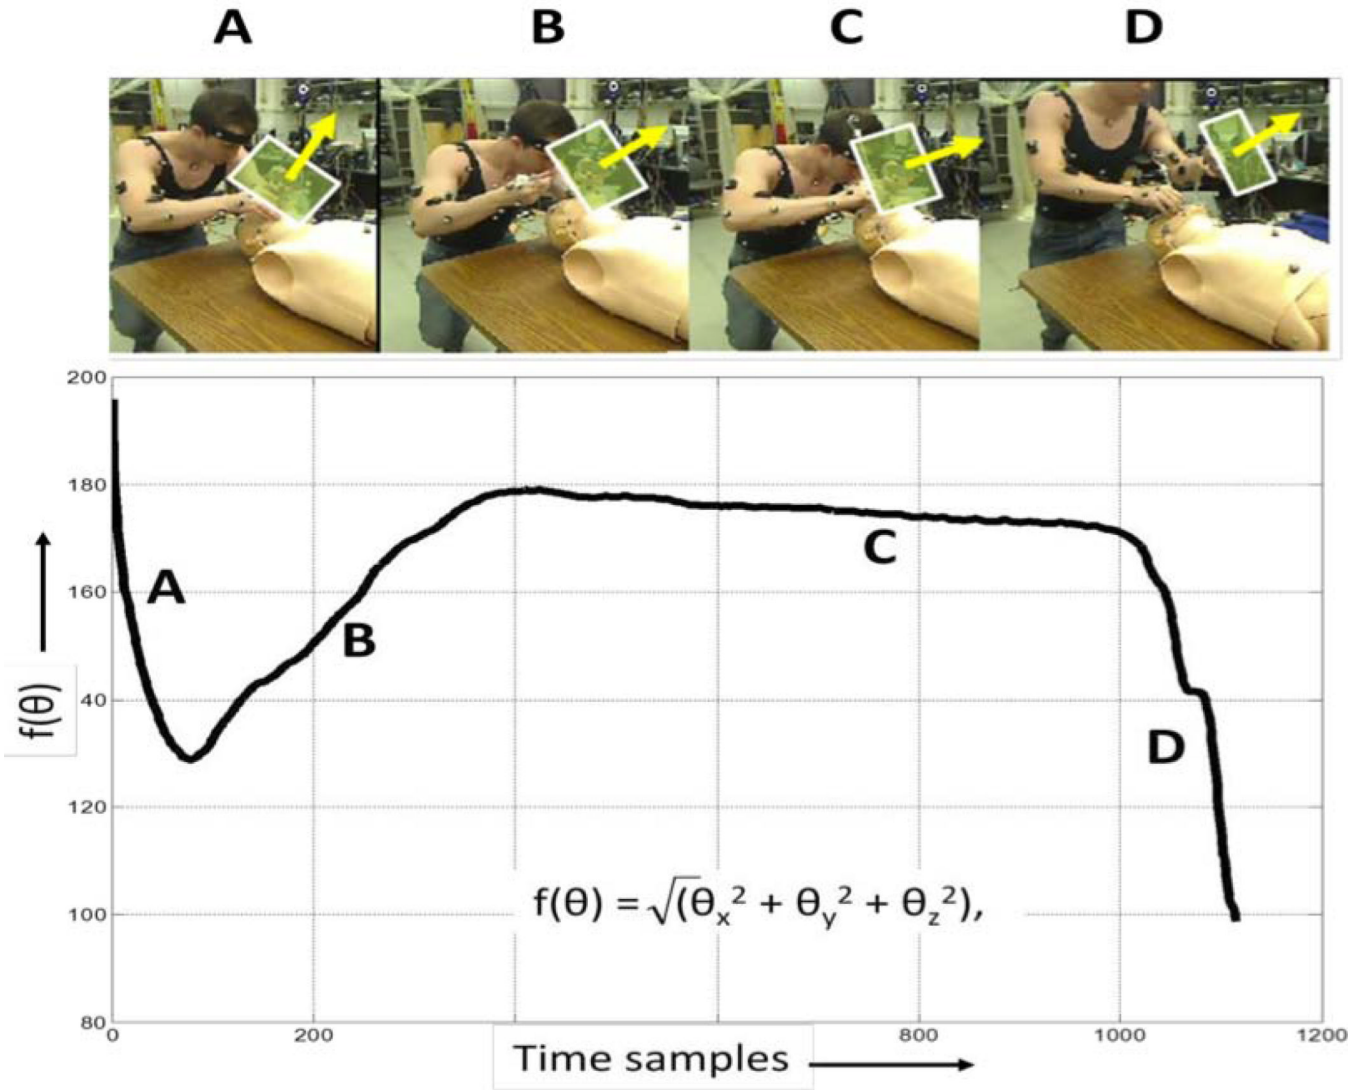 A B C D
200
180
160
40
120
100
80
f(θ)
A
B
C
D
f(θ) = √(θx² + θy² + θz²),
0 200 800 1000 1200
Time samples